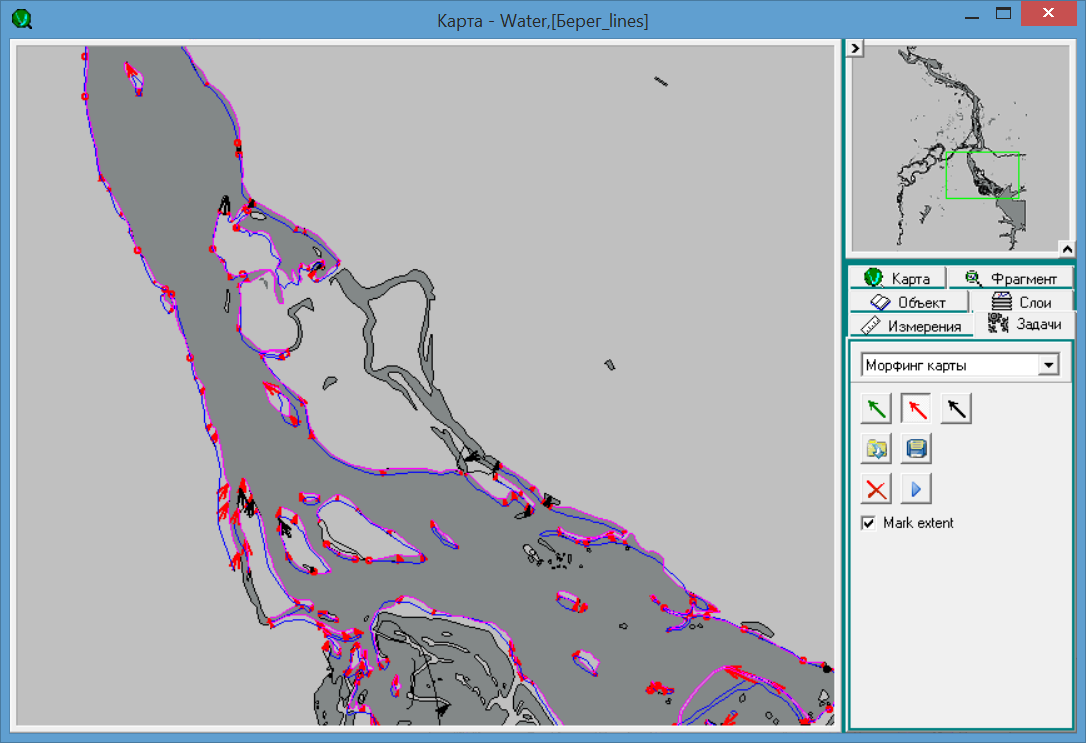 Карта - Water,[Берег_lines]
Карта
Фрагмент
Объект
Слои
Измерения
Задачи
Морфинг карты
Mark extent